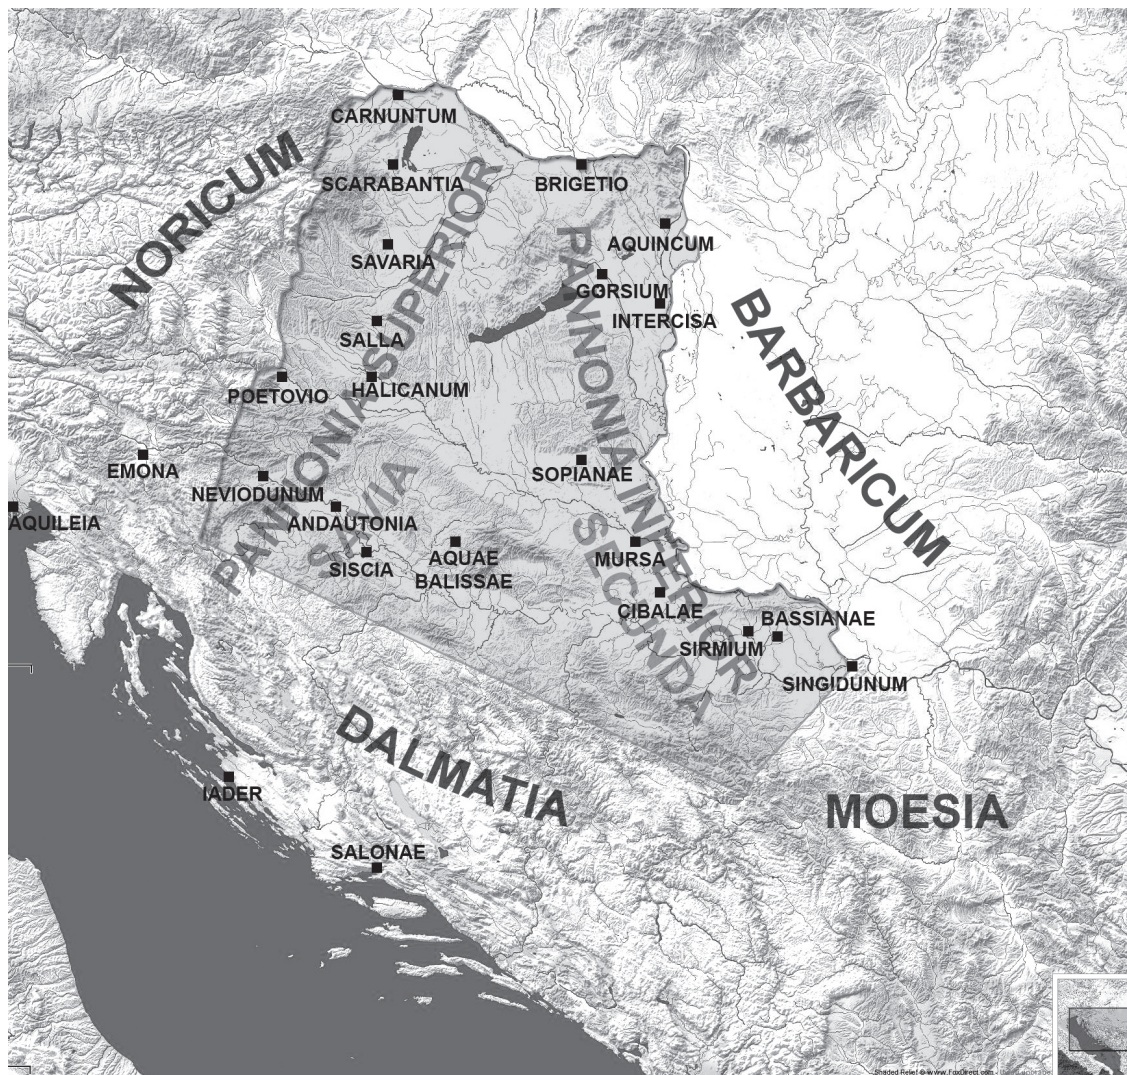 CARNUNTUM
NORICUM
SCARABANTIA
BRIGETIO
PANNONIA SUPERIOR
PANNONIA INFERIOR
AQUINCUM
SAVARIA
GORSIUM
INTERCISA
BARBARICUM
SALLA
POETOVIO
HALICANUM
EMONA
SOPIANAE
SAVIA
NEVIODUNUM
AQUILEIA
ANDAUTONIA
SECUNDA
SISCIA
AQUAE
BALISSAE
MURSA
CIBALAE
BASSIANAE
SIRMIUM
SINGIDUNUM
DALMATIA
IADER
MOESIA
SALONAE
Shaded Relief © www.FoxDirect.com